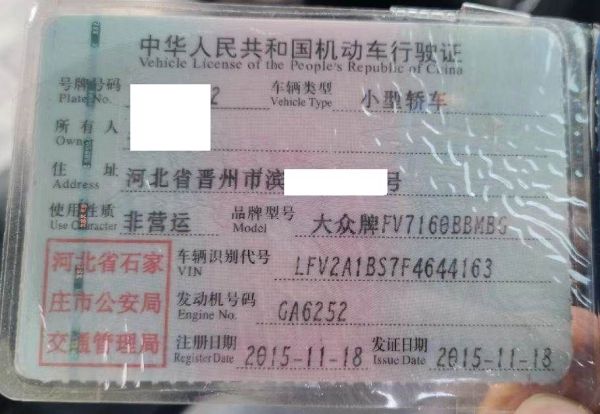 中华人民共和国机动车行驶证
Vehicle License of the People's Republic of China
号牌号码 2 车辆类型 小型轿车
Plate No. Vehicle Type
所有人
Owner
住址 河北省晋州市滨 号
Address
使用性质 非营运 品牌型号 大众牌FV7160BBMBG
Use Character Model
河北省石家
庄市公安局
交通管理局
车辆识别代号 LFV2A1BS7F4644163
VIN
发动机号码 GA6252
Engine No.
注册日期 2015-11-18 发证日期 2015-11-18
Register Date Issue Date